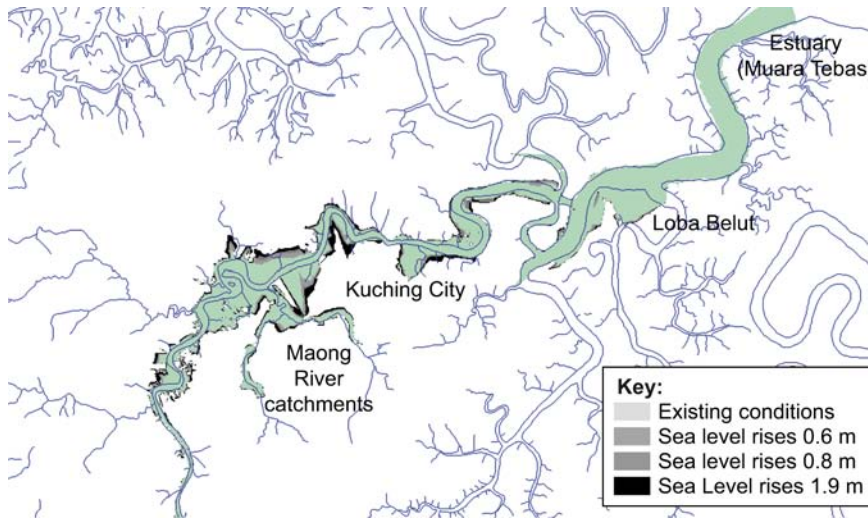 Estuary
(Muara Tebas
Loba Belut
Kuching City
Maong
River
catchments
Key:
Existing conditions
Sea level rises 0.6 m
Sea level rises 0.8 m
Sea Level rises 1.9 m